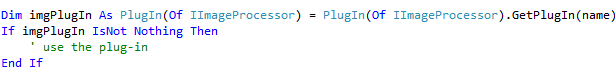 Dim imgPlugIn As PlugIn(Of IImageProcessor) = PlugIn(Of IImageProcessor).GetPlugIn(name)
If imgPlugIn IsNot Nothing Then
    ' use the plug-in
End If